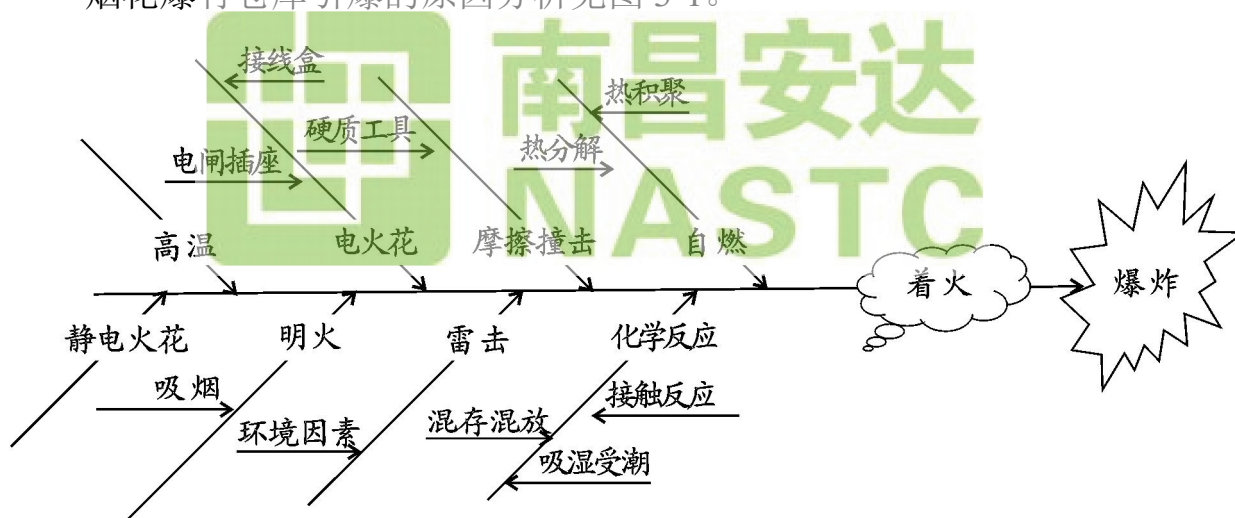 烟花爆竹仓库引爆的原因分析见图
南昌安达
NASTC
接线盒
热积聚
硬质工具
热分解
电闸插座
高温
电火花
摩擦撞击
自燃
着火
爆炸
静电火花
明火
雷击
化学反应
吸烟
接触反应
环境因素
混存混放
吸湿受潮